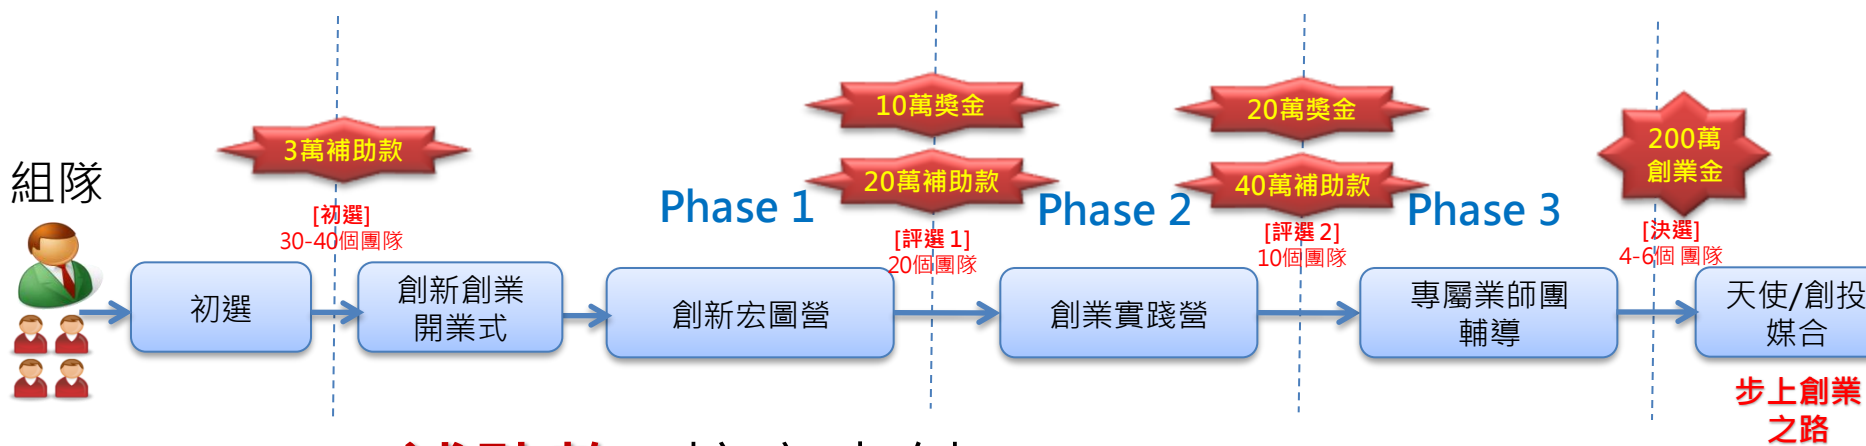 組隊
3萬補助款
[初選]
30-40個團隊
初選
創新創業
開業式
Phase 1
創新宏圖營
10萬獎金
20萬補助款
[評選 1]
20個團隊
Phase 2
創業實踐營
20萬獎金
40萬補助款
[評選 2]
10個團隊
Phase 3
專屬業師團
輔導
200萬
創業金
[決選]
4-6個 團隊
天使/創投
媒合
步上創業
之路